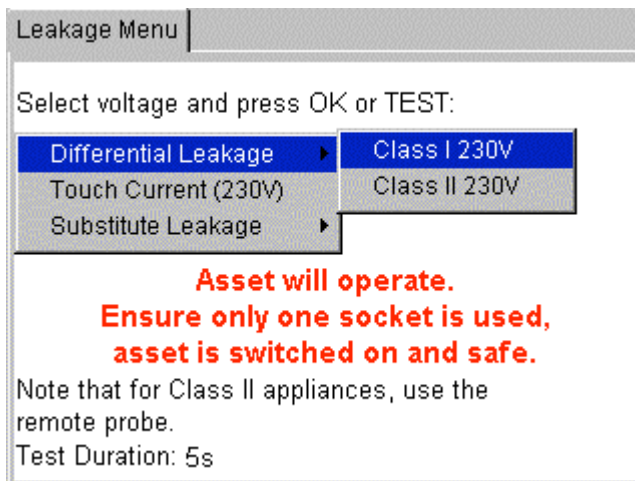 Leakage Menu
Select voltage and press OK or TEST:
Differential Leakage
Class I 230V
Touch Current (230V)
Class II 230V
Substitute Leakage
Asset will operate.
Ensure only one socket is used,
asset is switched on and safe.
Note that for Class II appliances, use the
remote probe.
Test Duration: 5s